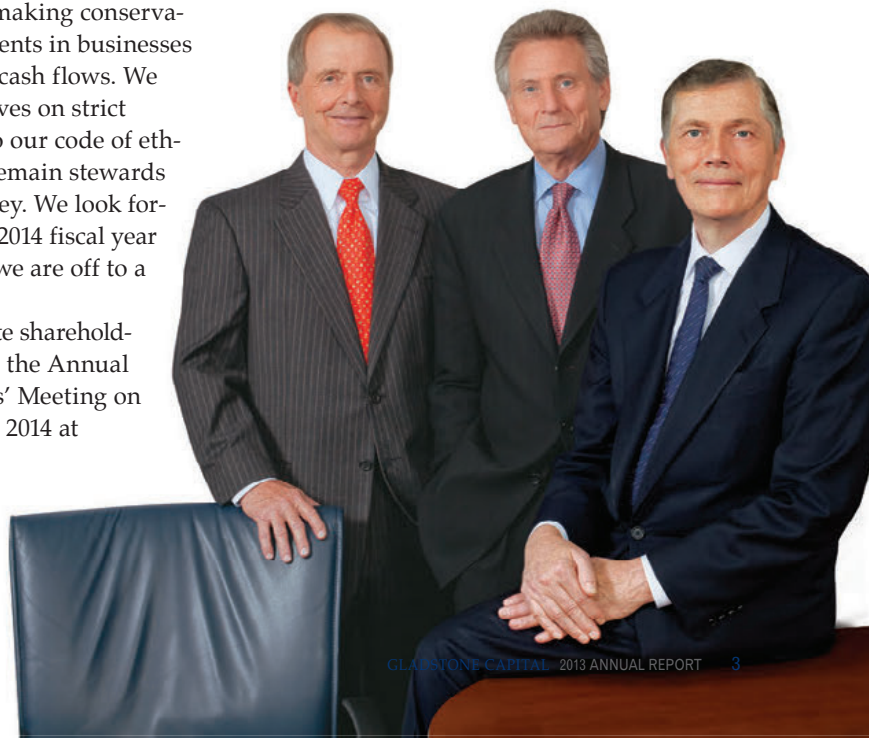 making conserva-
ents in businesses
cash flows. We
ves on strict
o our code of eth-
emain stewards
ey. We look for-
2014 fiscal year
we are off to a
te sharehold-
the Annual
s' Meeting on
2014 at
GLADSTONE CAPITAL 2013 ANNUAL REPORT 3